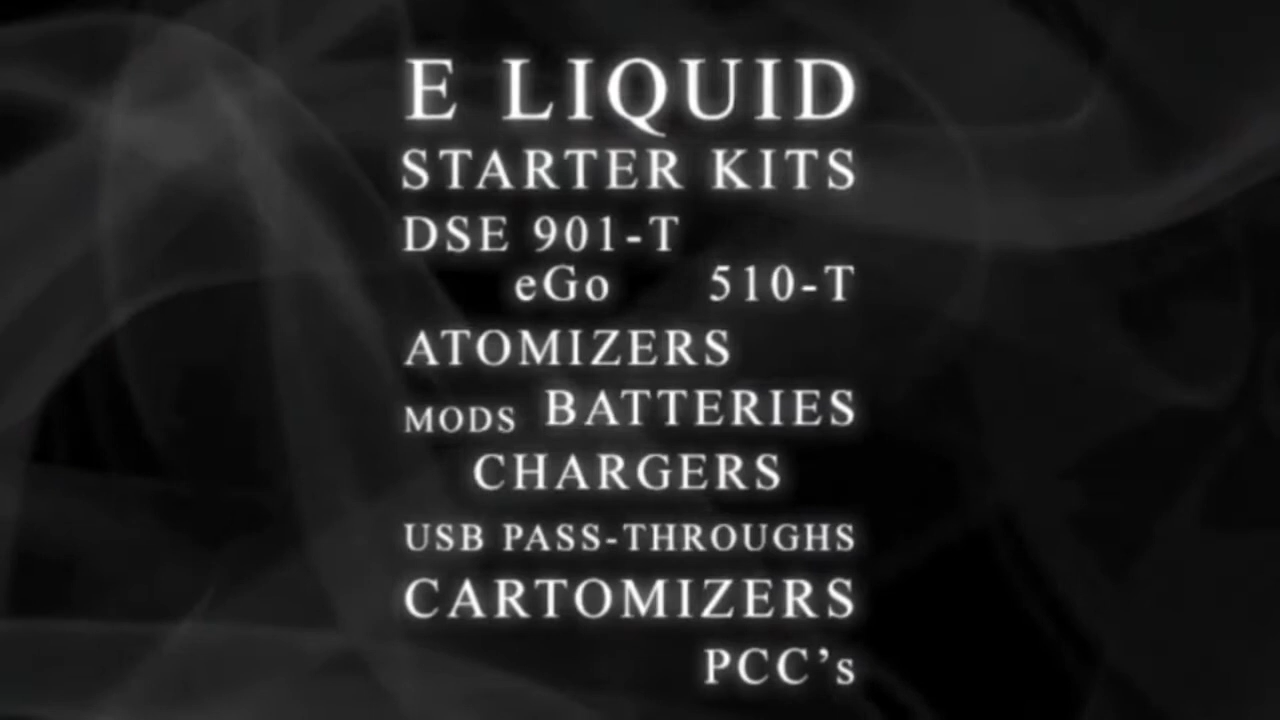 E LIQUID
STARTER KITS
DSE 901-T
eGo 510-T
ATOMIZERS
MODS BATTERIES
CHARGERS
USB PASS-THROUGHS
CARTOMIZERS
PCC’s